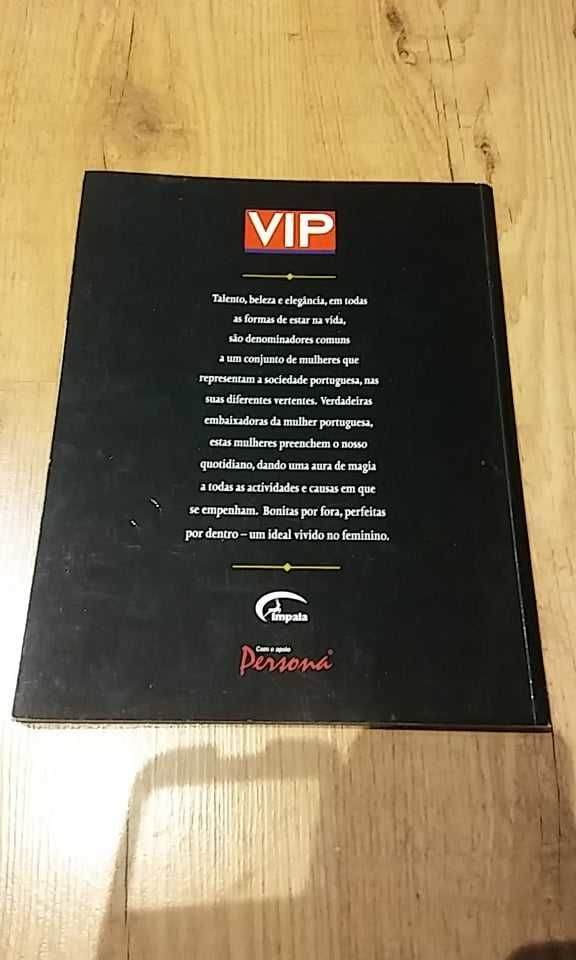 VIP
Talento, beleza e elegância, em todas
as formas de estar na vida,
são denominadores comuns
a um conjunto de mulheres que
representam a sociedade portuguesa, nas
suas diferentes vertentes. Verdadeiras
embaixadoras da mulher portuguesa,
estas mulheres preenchem o nosso
quotidiano, dando uma aura de magia
a todas as actividades e causas em que
se empenham. Bonitas por fora, perfeitas
por dentro – um ideal vivido no feminino.
impala
Com o apoio
Persona®